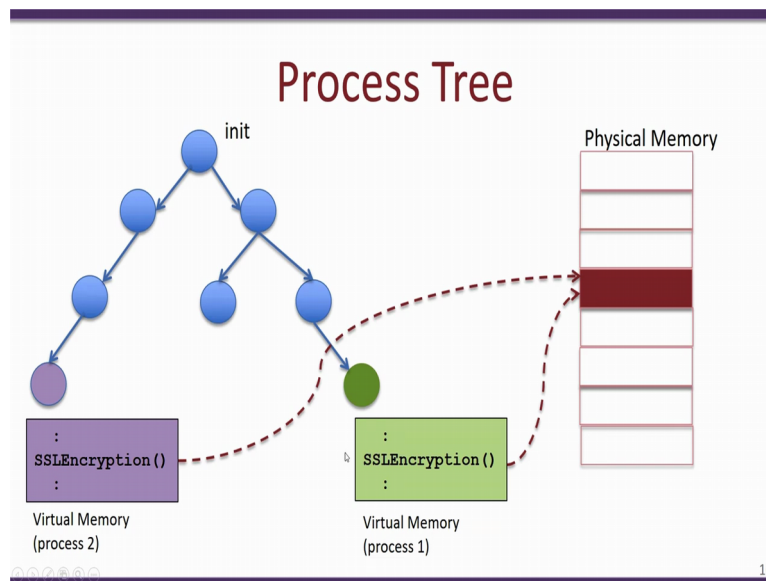 Process Tree
init
Physical Memory
:
SSLEncryption()
:
:
SSLEncryption()
:
Virtual Memory
(process 2)
Virtual Memory
(process 1)
1